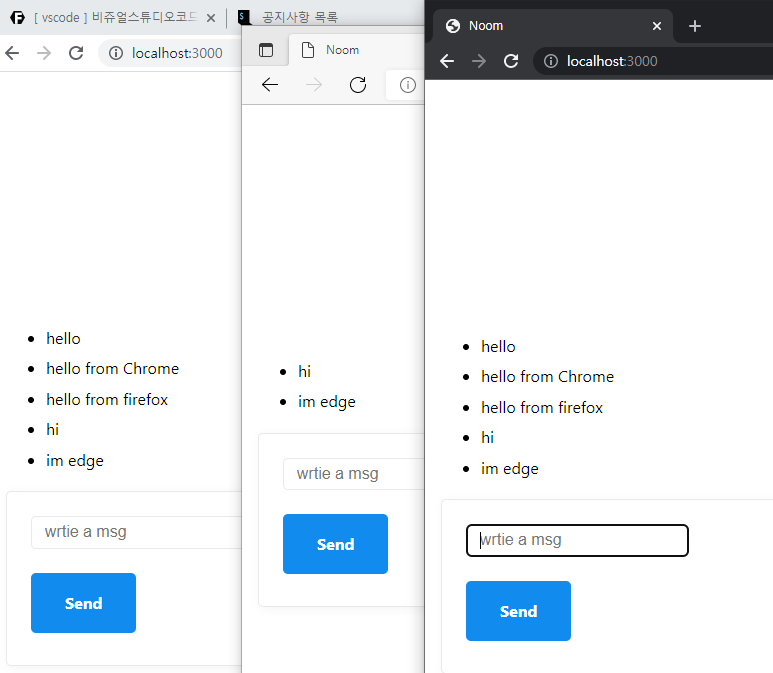 [ vscode ] 비쥬얼스튜디오코드
공지사항 목록
localhost:3000
hello
hello from Chrome
hello from firefox
hi
im edge
wrtie a msg
Send
Noom
hi
im edge
wrtie a msg
Send
Noom
localhost:3000
hello
hello from Chrome
hello from firefox
hi
im edge
wrtie a msg
Send